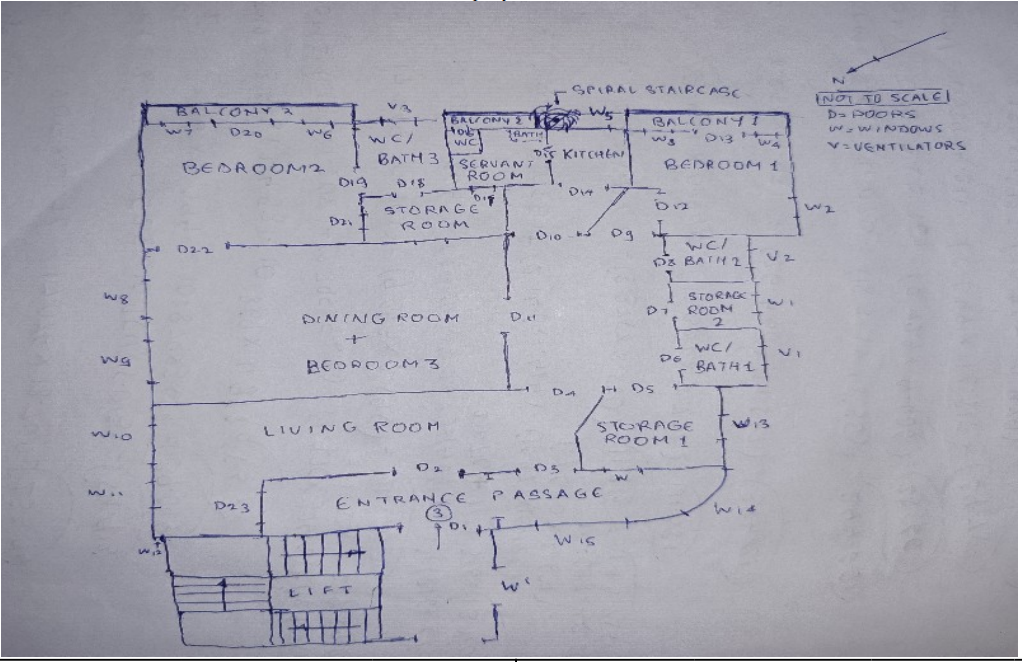 SPIRAL STAIRCASE
N
NOT TO SCALE
D= DOORS
W= WINDOWS
V= VENTILATORS
BALCONY 2
W7 D20 W6
V3
WC/
BATH 3
BALCONY 3
WC
BATH
W5
BALCONY 1
W3 D13 W4
BEDROOM 2
SERVANT
ROOM
D15 KITCHEN
BEDROOM 1
D19 D18
D14
D12
W2
D21
STORAGE
ROOM
D22
D10 D9
D8
WC/
BATH 2
V2
W8
DINING ROOM
+
BEDROOM 3
D11
D7
STORAGE
ROOM
2
W1
W9
D6
WC/
BATH 1
V1
D4 D5
W10
LIVING ROOM
STORAGE
ROOM 1
W13
W11
D2 D3
W
D23
ENTRANCE PASSAGE
3
D1
W14
W15
W12
LIFT
W'